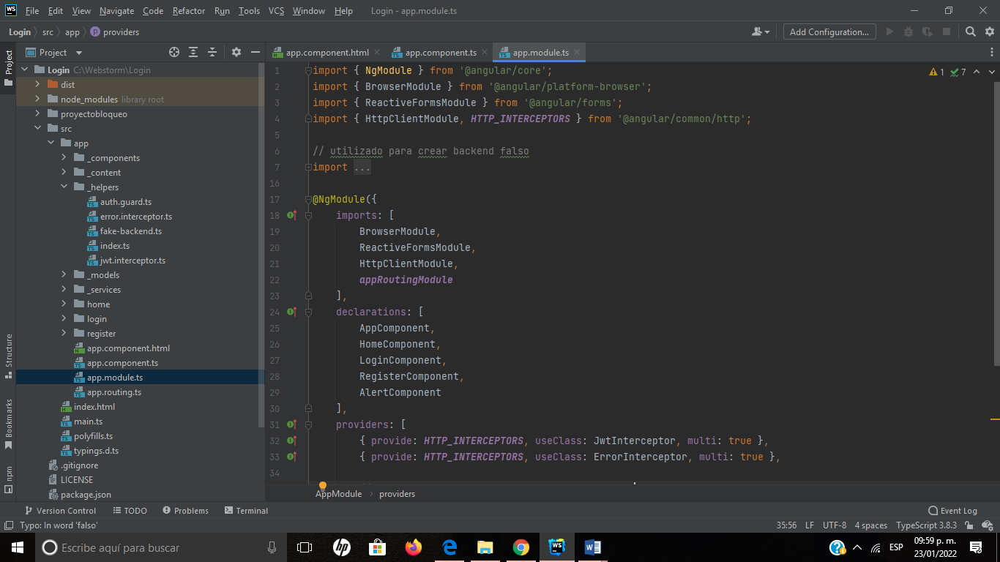 WS File Edit View Navigate Code Refactor Run Tools VCS Window Help Login - app.module.ts
Login src app p providers Add Configuration...
Project Project app.component.html app.component.ts app.module.ts
Login C:\Webstorm\Login
dist
node_modules library root
proyectobloqueo
src
app
_components
_content
_helpers
auth.guard.ts
error.interceptor.ts
fake-backend.ts
index.ts
jwt.interceptor.ts
_models
_services
home
login
register
app.component.html
app.component.ts
app.module.ts
app.routing.ts
index.html
main.ts
polyfills.ts
typings.d.ts
.gitignore
LICENSE
package.json
Structure
Bookmarks
npm
1 import { NgModule } from '@angular/core';
2 import { BrowserModule } from '@angular/platform-browser';
3 import { ReactiveFormsModule } from '@angular/forms';
4 import { HttpClientModule, HTTP_INTERCEPTORS } from '@angular/common/http';
5
6 // utilizado para crear backend falso
7 import ...
16
17 @NgModule({
18 imports: [
19 BrowserModule,
20 ReactiveFormsModule,
21 HttpClientModule,
22 appRoutingModule
23 ],
24 declarations: [
25 AppComponent,
26 HomeComponent,
27 LoginComponent,
28 RegisterComponent,
29 AlertComponent
30 ],
31 providers: [
32 { provide: HTTP_INTERCEPTORS, useClass: JwtInterceptor, multi: true },
33 { provide: HTTP_INTERCEPTORS, useClass: ErrorInterceptor, multi: true },
34
1 7
AppModule providers
Version Control TODO Problems Terminal Event Log
Typo: In word 'falso' 35:56 LF UTF-8 4 spaces TypeScript 3.8.3
Escribe aquí para buscar hp WS W ESP 09:59 p. m.
23/01/2022